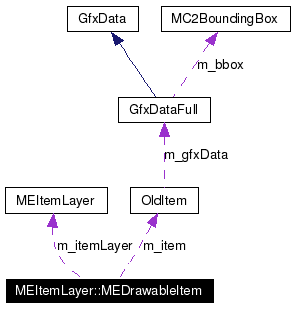 GfxData
MC2BoundingBox
m_bbox
GfxDataFull
m_gfxData
MEItemLayer
OldItem
m_itemLayer
m_item
MEItemLayer::MEDrawableItem